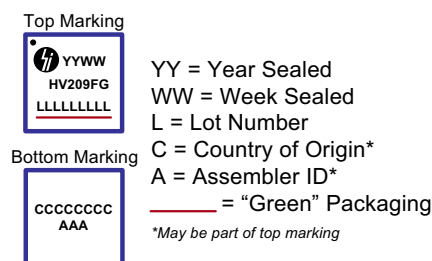 Top Marking
YYWW
HV209FG
LLLLLLLLL
Bottom Marking
CCCCCCCC
AAA
YY = Year Sealed
WW = Week Sealed
L = Lot Number
C = Country of Origin*
A = Assembler ID*
= “Green” Packaging
*May be part of top marking